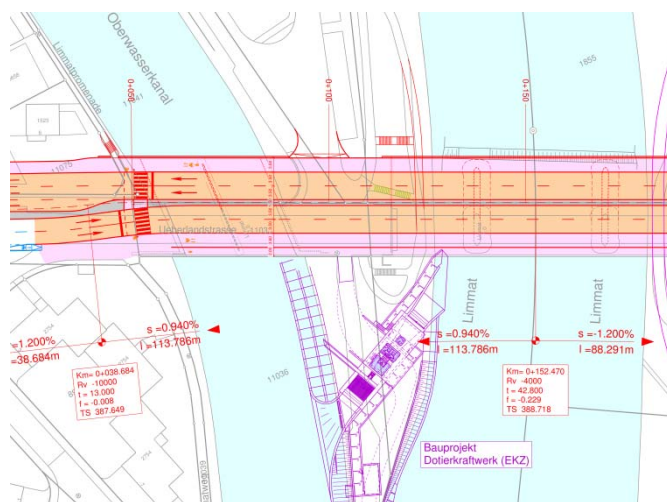 Oberwasserkanal
Limmatpromenade
1855
0+050
0+100
0+150
11075
Ueberlandstrasse
Limmat
Limmat
s =0.940%
l =113.786m
=1.200%
=38.684m
s =0.940%
l =113.786m
s =-1.200%
l =88.291m
Km= 0+038.684
Rv -10000
t = 13.000
f = -0.008
TS 387.649
Km= 0+152.470
Rv -4000
t = 42.800
f = -0.229
TS 388.718
11036
Bauprojekt
Dotierkraftwerk (EKZ)